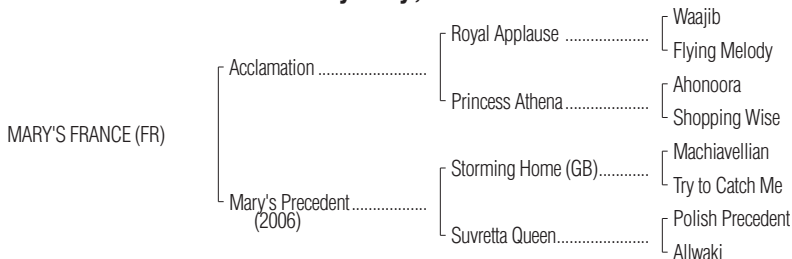 Waajib
Royal Applause ....................
Flying Melody
Acclamation ..........................
Ahonoora
Princess Athena ....................
Shopping Wise
MARY'S FRANCE (FR)
Machiavellian
Storming Home (GB)............
Try to Catch Me
Mary's Precedent ..................
(2006)
Polish Precedent
Suvretta Queen......................
Allwaki